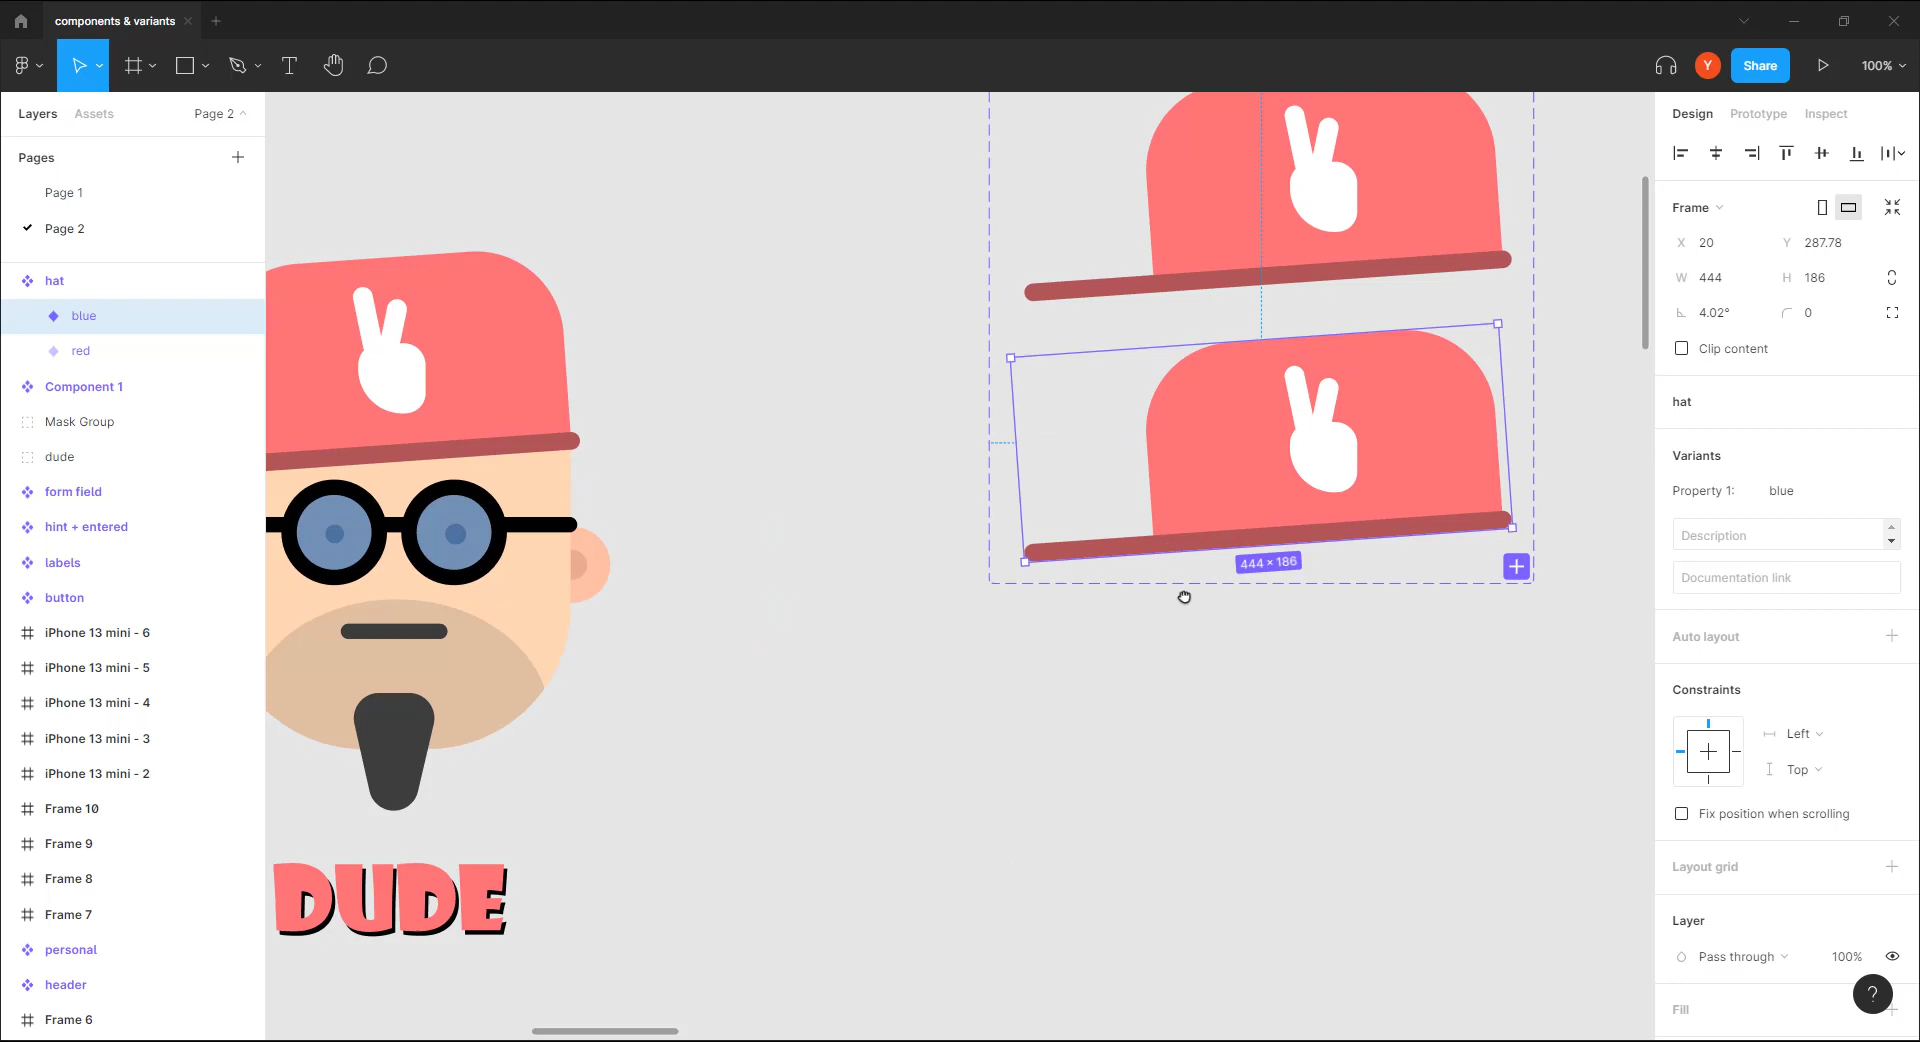 components & variants
Y
Share
100%
Layers
Assets
Page 2
Pages
Page 1
Page 2
hat
blue
red
Component 1
Mask Group
dude
form field
hint + entered
labels
button
iPhone 13 mini - 6
iPhone 13 mini - 5
iPhone 13 mini - 4
iPhone 13 mini - 3
iPhone 13 mini - 2
Frame 10
Frame 9
Frame 8
Frame 7
personal
header
Frame 6
444 × 186
DUDE
Design
Prototype
Inspect
Frame
X 20 Y 287.78
W 444 H 186
4.02° 0
Clip content
hat
Variants
Property 1: blue
Description
Documentation link
Auto layout
Constraints
Left
Top
Fix position when scrolling
Layout grid
Layer
Pass through 100%
?
Fill